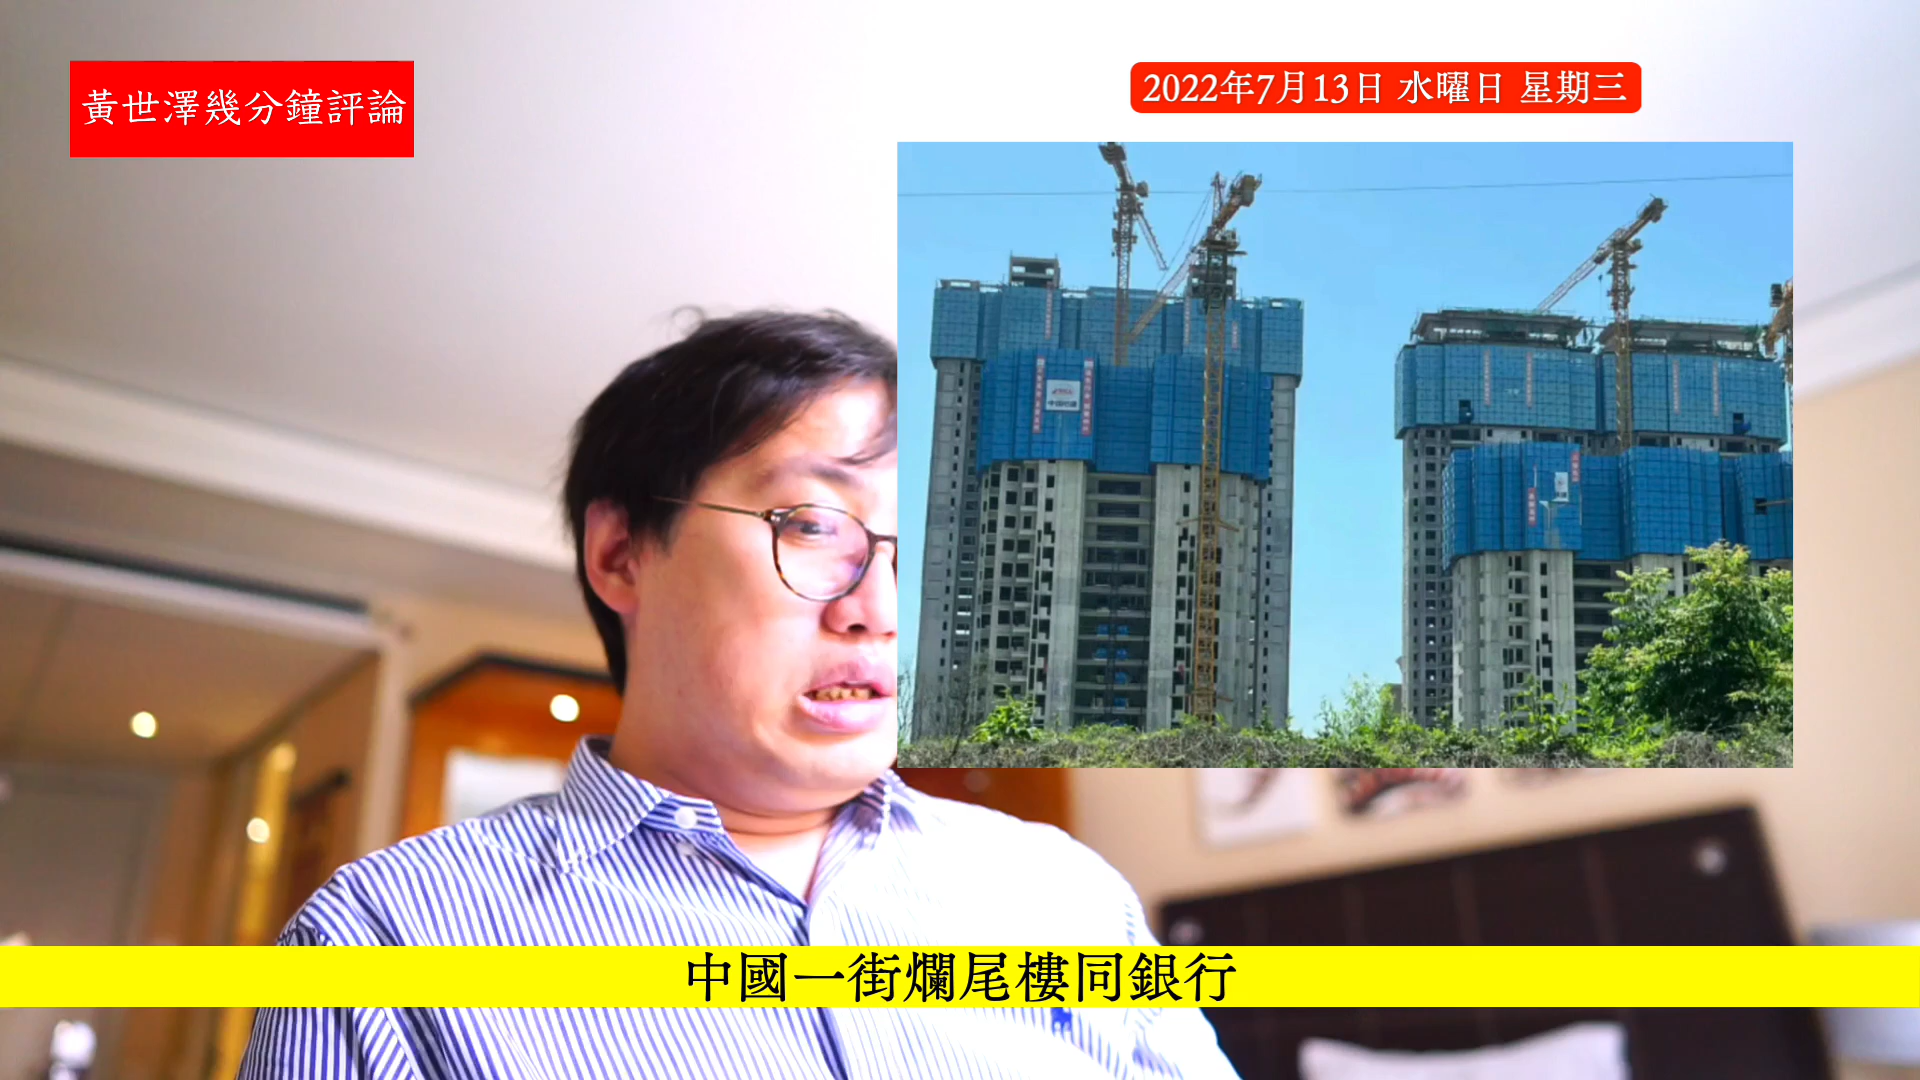 黃世澤幾分鐘評論
2022年7月13日 水曜日 星期三
中國一街爛尾樓同銀行